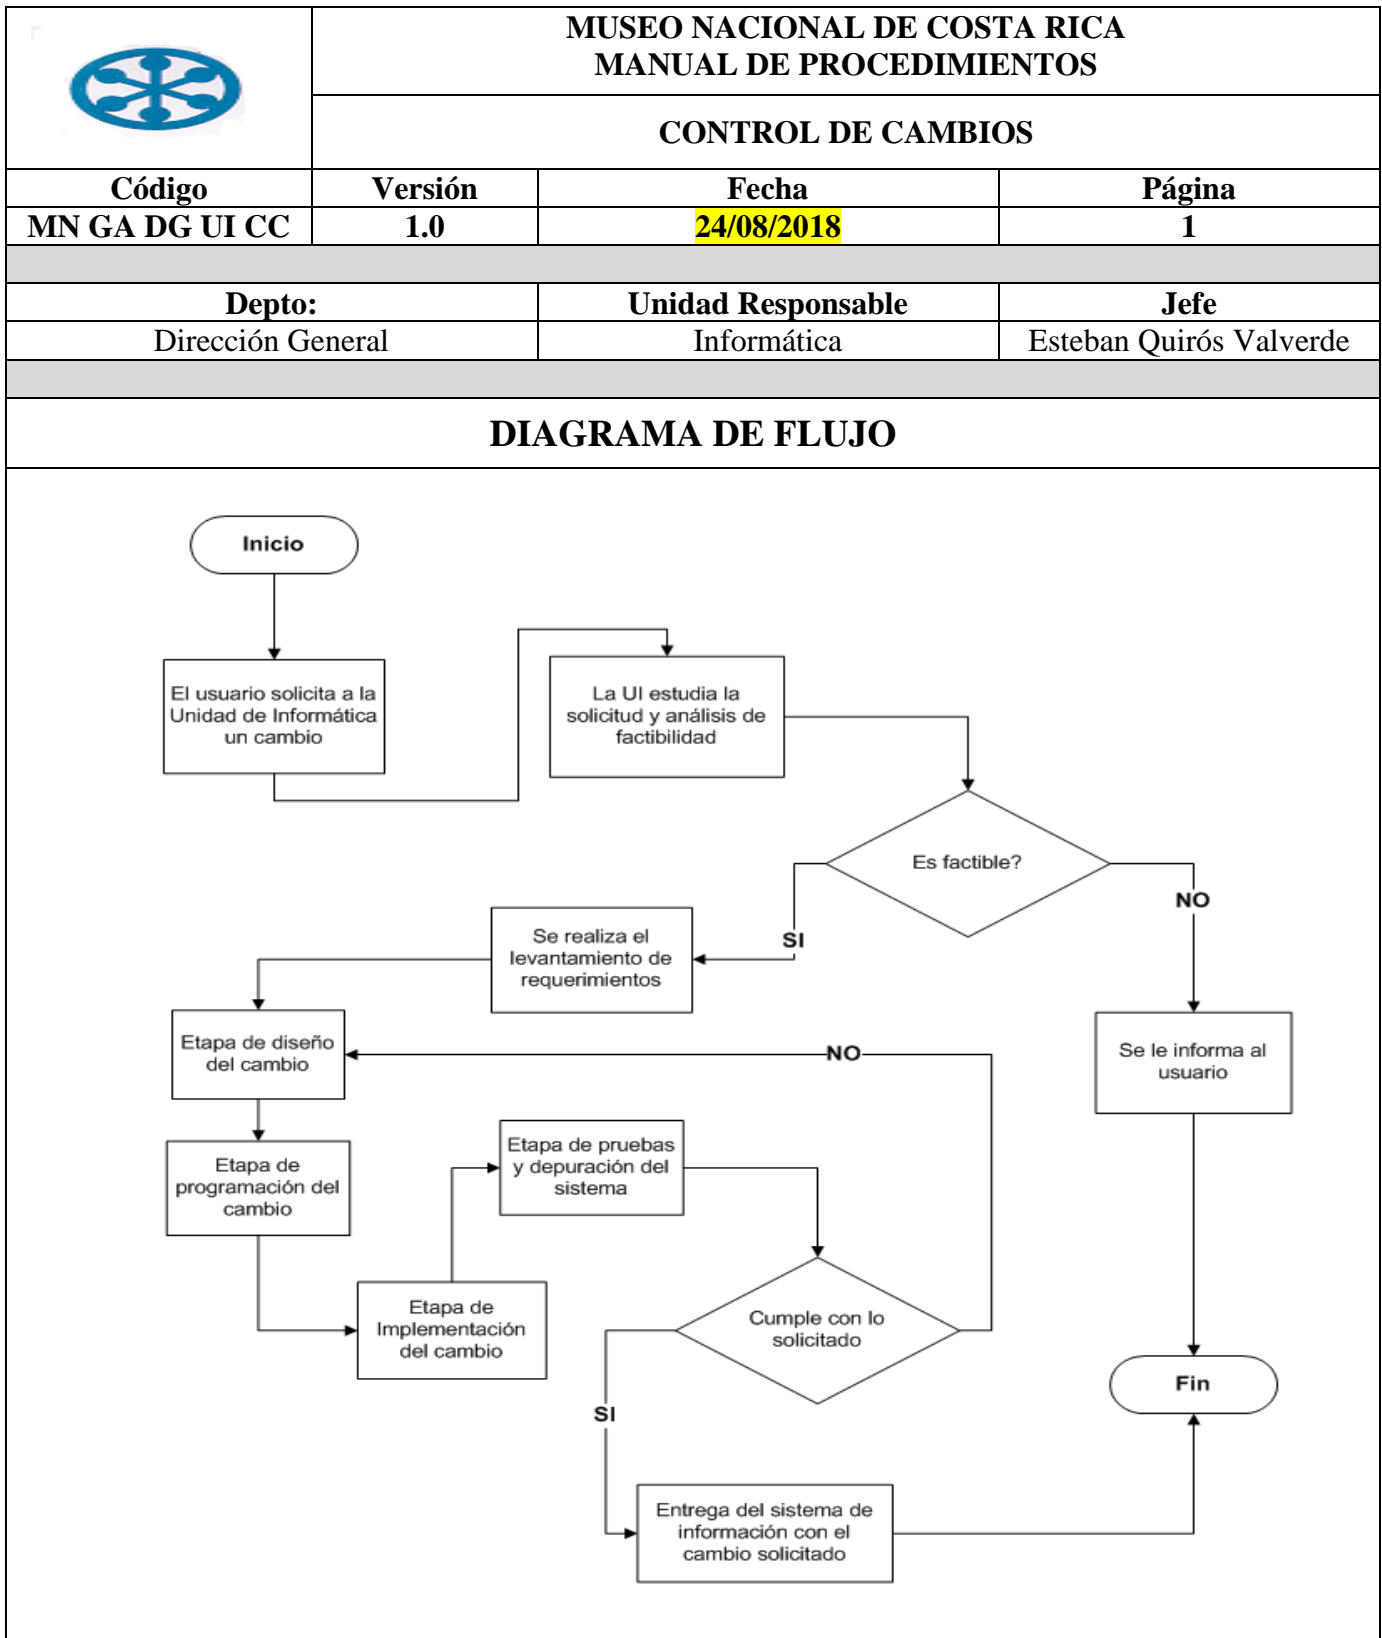 MUSEO NACIONAL DE COSTA RICA
MANUAL DE PROCEDIMIENTOS
CONTROL DE CAMBIOS
Código Versión Fecha Página
MN GA DG UI CC 1.0 24/08/2018 1
Depto: Unidad Responsable Jefe
Dirección General Informática Esteban Quirós Valverde
DIAGRAMA DE FLUJO
Inicio
El usuario solicita a la
Unidad de Informática
un cambio
La UI estudia la
solicitud y análisis de
factibilidad
Es factible?
NO
SI
Se realiza el
levantamiento de
requerimientos
Etapa de diseño
del cambio
NO
Se le informa al
usuario
Etapa de
programación del
cambio
Etapa de pruebas
y depuración del
sistema
Etapa de
Implementación
del cambio
Cumple con lo
solicitado
Fin
SI
Entrega del sistema de
información con el
cambio solicitado